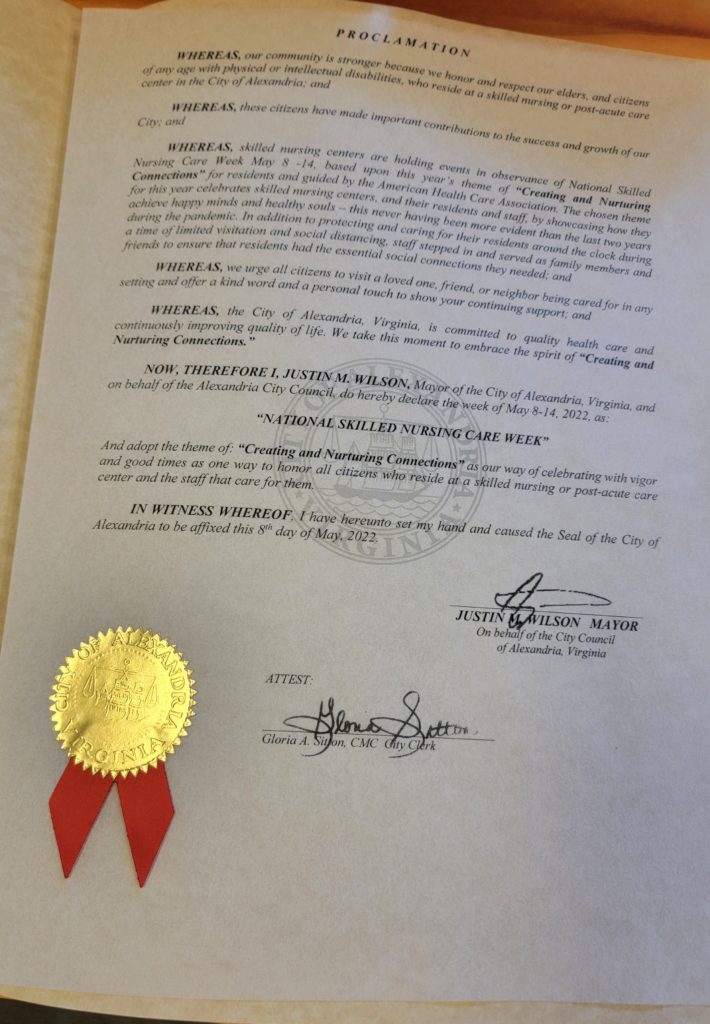 PROCLAMATION
WHEREAS, our community is stronger because we honor and respect our elders, and citizens
of any age with physical or intellectual disabilities, who reside at a skilled nursing or post-acute care
center in the City of Alexandria; and
WHEREAS, these citizens have made important contributions to the success and growth of our
City; and
WHEREAS, skilled nursing centers are holding events in observance of National Skilled
Nursing Care Week May 8 -14, based upon this year's theme of "Creating and Nurturing
Connections" for residents and guided by the American Health Care Association. The chosen theme
for this year celebrates skilled nursing centers, and their residents and staff, by showcasing how they
achieve happy minds and healthy souls – this never having been more evident than the last two years
during the pandemic. In addition to protecting and caring for their residents around the clock during
a time of limited visitation and social distancing, staff stepped in and served as family members and
friends to ensure that residents had the essential social connections they needed; and
WHEREAS, we urge all citizens to visit a loved one, friend, or neighbor being cared for in any
setting and offer a kind word and a personal touch to show your continuing support; and
WHEREAS, the City of Alexandria, Virginia, is committed to quality health care and
continuously improving quality of life. We take this moment to embrace the spirit of "Creating and
Nurturing Connections."
NOW, THEREFORE I, JUSTIN M. WILSON, Mayor of the City of Alexandria, Virginia, and
on behalf of the Alexandria City Council, do hereby declare the week of May 8-14, 2022, as:
"NATIONAL SKILLED NURSING CARE WEEK"
And adopt the theme of: "Creating and Nurturing Connections" as our way of celebrating with vigor
and good times as one way to honor all citizens who reside at a skilled nursing or post-acute care
center and the staff that care for them.
IN WITNESS WHEREOF, I have hereunto set my hand and caused the Seal of the City of
Alexandria to be affixed this 8th day of May, 2022.
JUSTIN M. WILSON MAYOR
On behalf of the City Council
of Alexandria, Virginia
ATTEST:
Gloria Sitton
Gloria A. Sitton, CMC City Clerk
CITY OF ALEXANDRIA
VIRGINIA